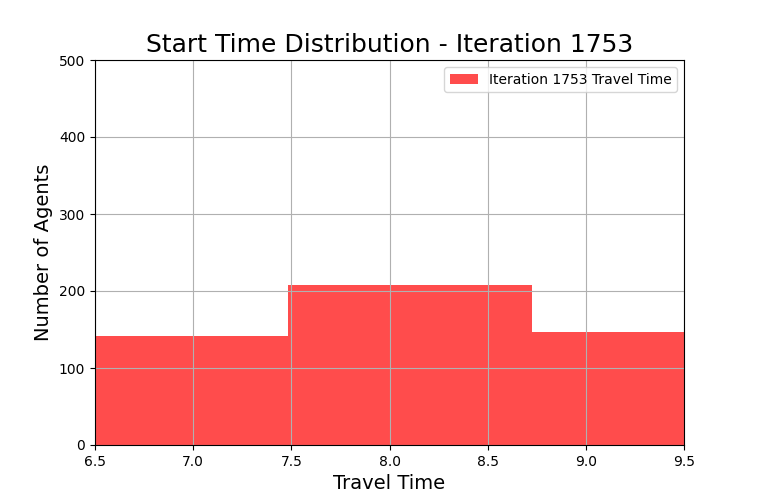 Start Time Distribution - Iteration 1753
Iteration 1753 Travel Time
Number of Agents
500
400
300
200
100
0
6.5 7.0 7.5 8.0 8.5 9.0 9.5
Travel Time